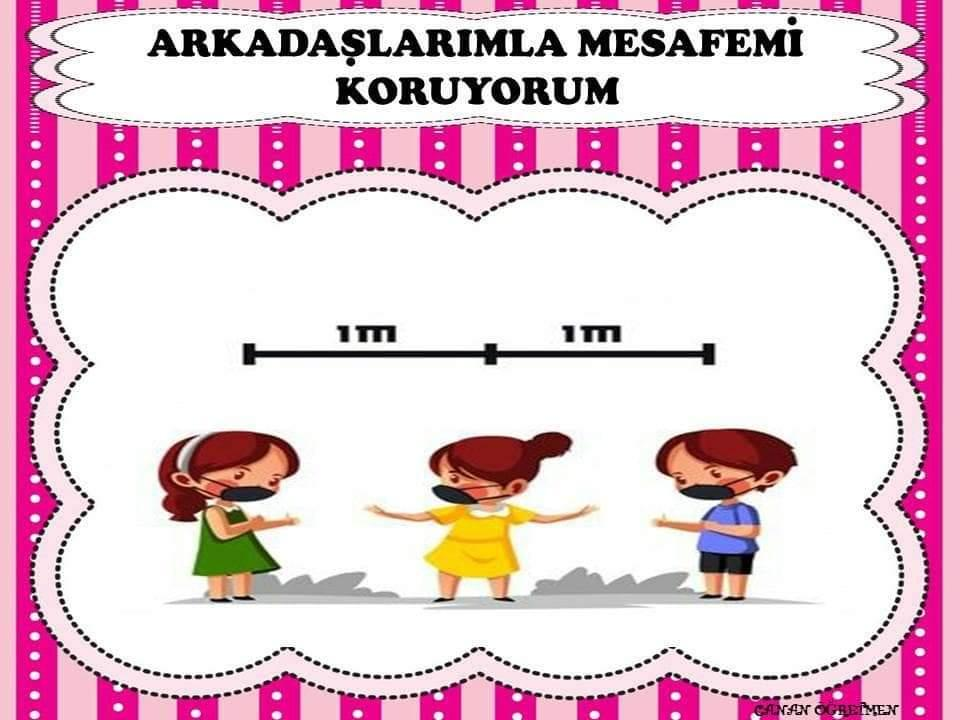 ARKADAŞLARIMLA MESAFEMİ
KORUYORUM
1m 1m
CANAN ÖĞRETMEN